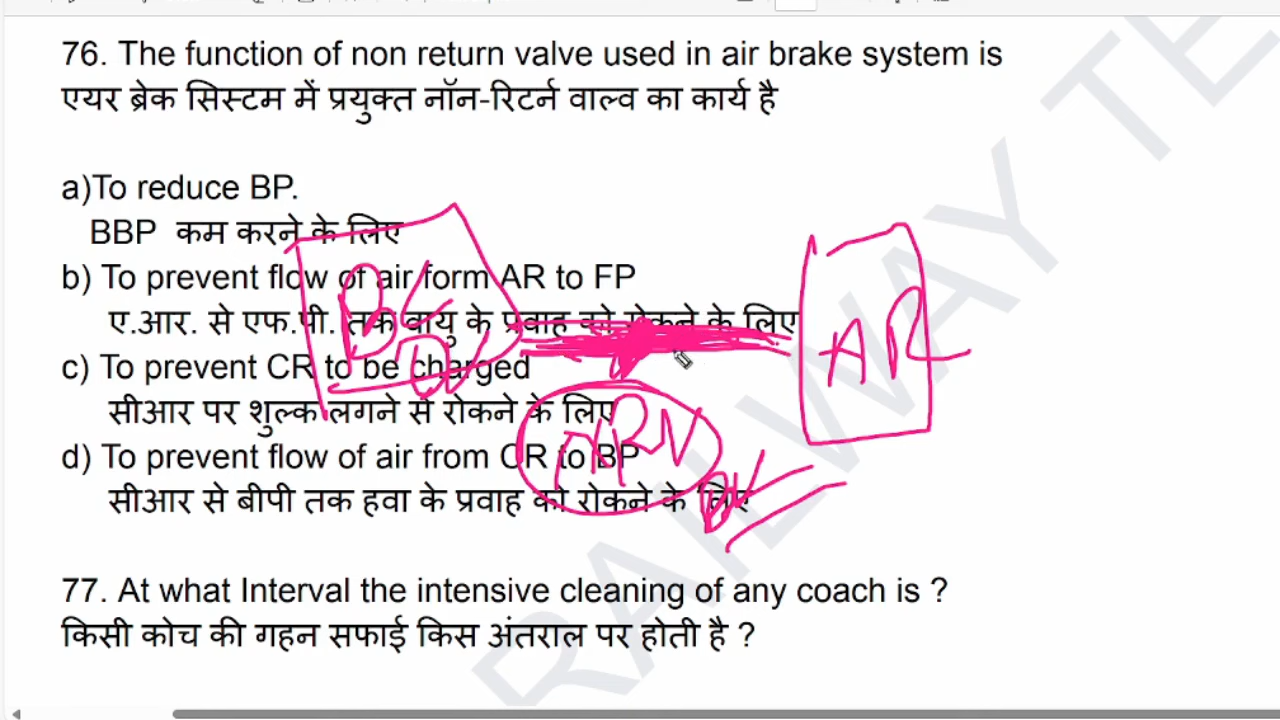 76. The function of non return valve used in air brake system is
एयर ब्रेक सिस्टम में प्रयुक्त नॉन-रिटर्न वाल्व का कार्य है
a)To reduce BP.
BBP कम करने के लिए
b) To prevent flow of air form AR to FP
ए.आर. से एफ.पी. तक वायु के प्रवाह को रोकने के लिए
c) To prevent CR to be charged
सीआर पर शुल्क लगने से रोकने के लिए
d) To prevent flow of air from CR to BP
सीआर से बीपी तक हवा के प्रवाह को रोकने के लिए
AR
NRV
77. At what Interval the intensive cleaning of any coach is ?
किसी कोच की गहन सफाई किस अंतराल पर होती है ?
RAILWAY TE